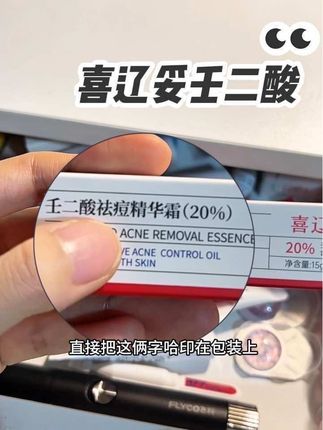 喜辽妥壬二酸
壬二酸祛痘精华霜(20%)
ACNE REMOVAL ESSENCE
VE ACNE CONTROL OIL
TH SKIN
喜辽
20%
净含量:15g
直接把这俩字哈印在包装上
FLYCO